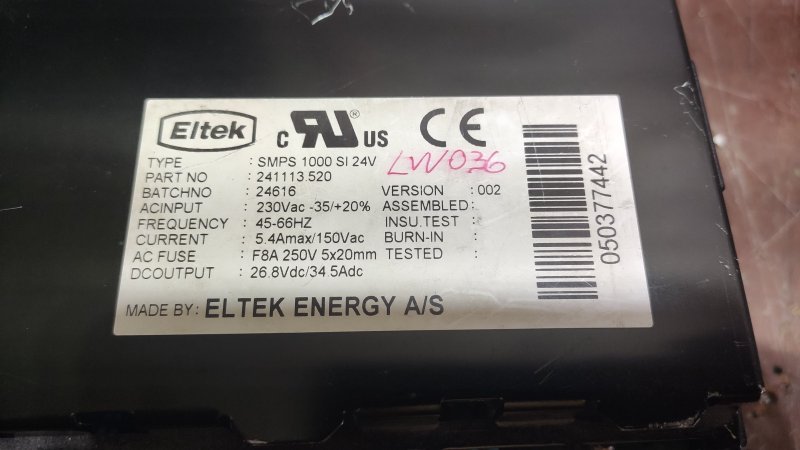 Eltek
c RU® US CE
LW036
TYPE : SMPS 1000 SI 24V
PART NO : 241113.520
BATCHNO : 24616 VERSION : 002
ACINPUT : 230Vac -35/+20% ASSEMBLED:
FREQUENCY : 45-66HZ INSU.TEST :
CURRENT : 5.4Amax/150Vac BURN-IN :
AC FUSE : F8A 250V 5x20mm TESTED :
DCOUTPUT : 26.8Vdc/34.5Adc
MADE BY: ELTEK ENERGY A/S
050377442